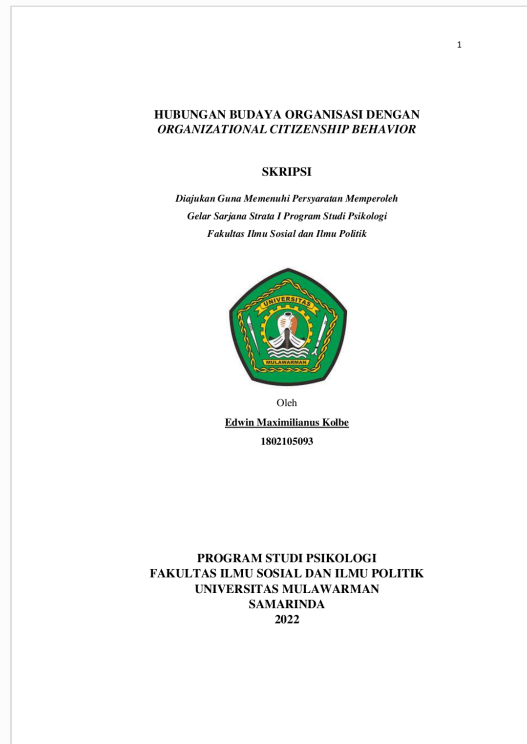 1
HUBUNGAN BUDAYA ORGANISASI DENGAN
ORGANIZATIONAL CITIZENSHIP BEHAVIOR
SKRIPSI
Diajukan Guna Memenuhi Persyaratan Memperoleh
Gelar Sarjana Strata I Program Studi Psikologi
Fakultas Ilmu Sosial dan Ilmu Politik
UNIVERSITAS
MULAWARMAN
Oleh
Edwin Maximilianus Kolbe
1802105093
PROGRAM STUDI PSIKOLOGI
FAKULTAS ILMU SOSIAL DAN ILMU POLITIK
UNIVERSITAS MULAWARMAN
SAMARINDA
2022